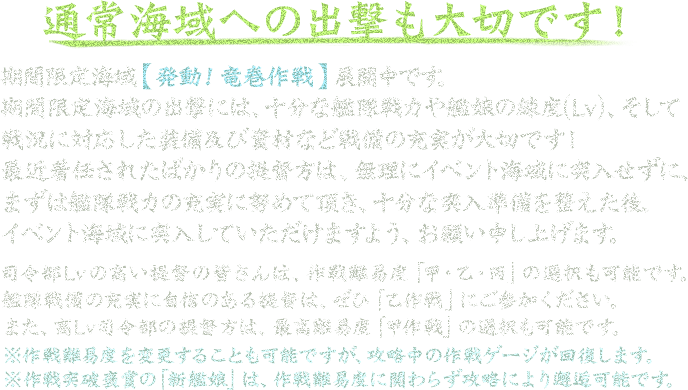 通常海域への出撃も大切です！
期間限定海域【発動！竜巻作戦】展開中です。
期間限定海域の出撃には、十分な艦隊戦力や艦娘の練度(Lv)、そして
戦況に対応した装備及び資材など戦備の充実が大切です！
最近着任されたばかりの提督方は、無理にイベント海域に突入せずに、
まずは艦隊戦力の充実に努めて頂き、十分な突入準備を整えた後、
イベント海域に突入していただけますよう、お願い申し上げます。
司令部Lvの高い提督の皆さんは、作戦難易度「甲・乙・丙」の選択も可能です。
艦隊戦備の充実に自信のある提督は、ぜひ「乙作戦」にご参加ください。
また、高Lv司令部の提督方は、最高難易度「甲作戦」の選択も可能です。
※作戦難易度を変更することも可能ですが、攻略中の作戦ゲージが回復します。
※作戦突破褒賞の「新艦娘」は、作戦難易度に関わらず攻略により邂逅可能です。